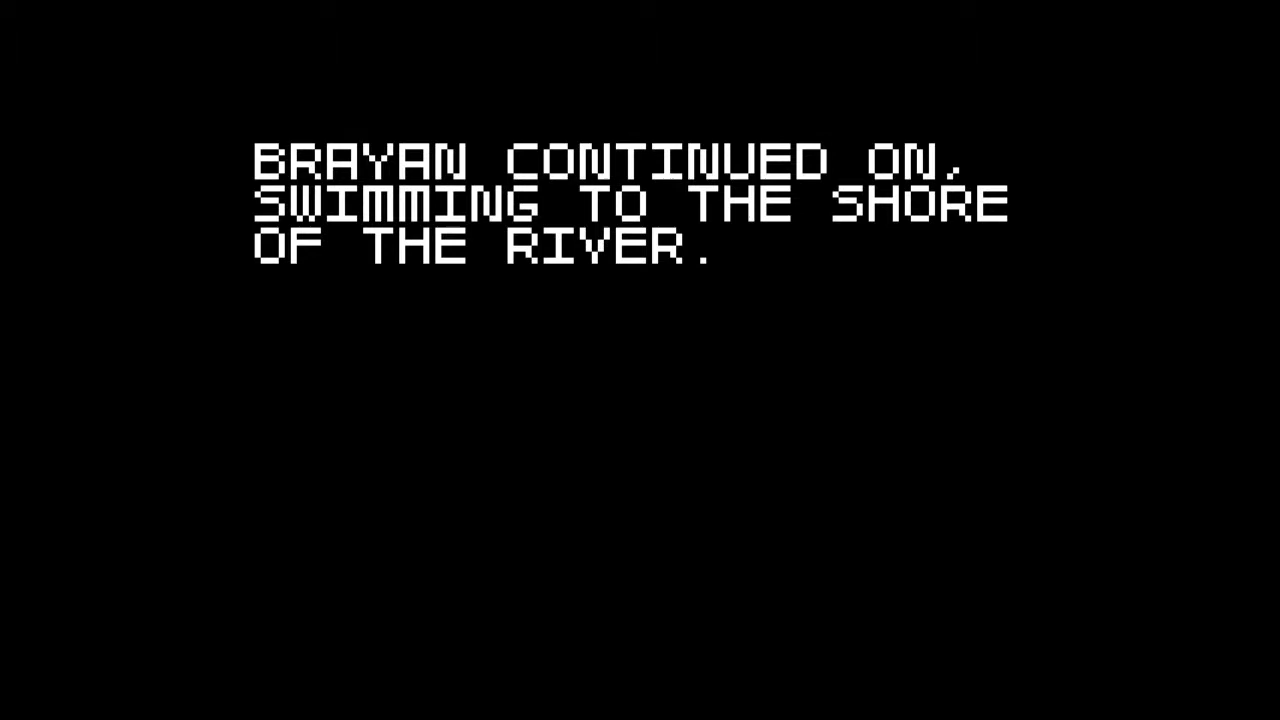 BRAYAN CONTINUED ON,
SWIMMING TO THE SHORE
OF THE RIVER.